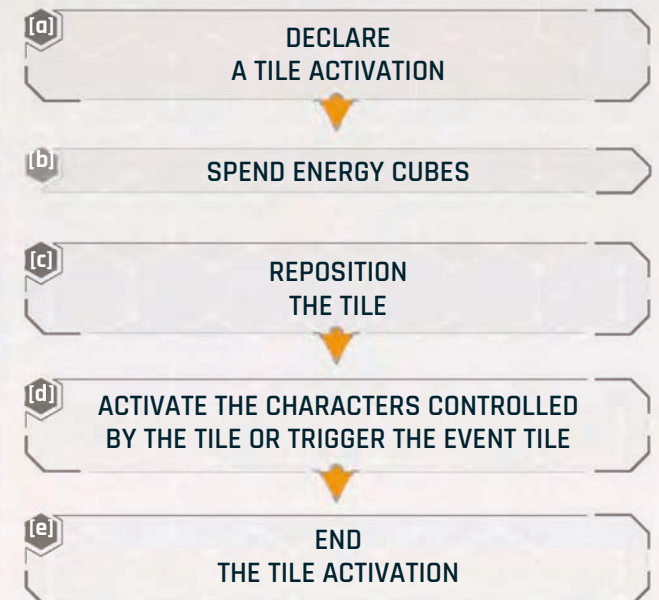 [a]
DECLARE
A TILE ACTIVATION
[b]
SPEND ENERGY CUBES
[c]
REPOSITION
THE TILE
[d]
ACTIVATE THE CHARACTERS CONTROLLED
BY THE TILE OR TRIGGER THE EVENT TILE
[e]
END
THE TILE ACTIVATION